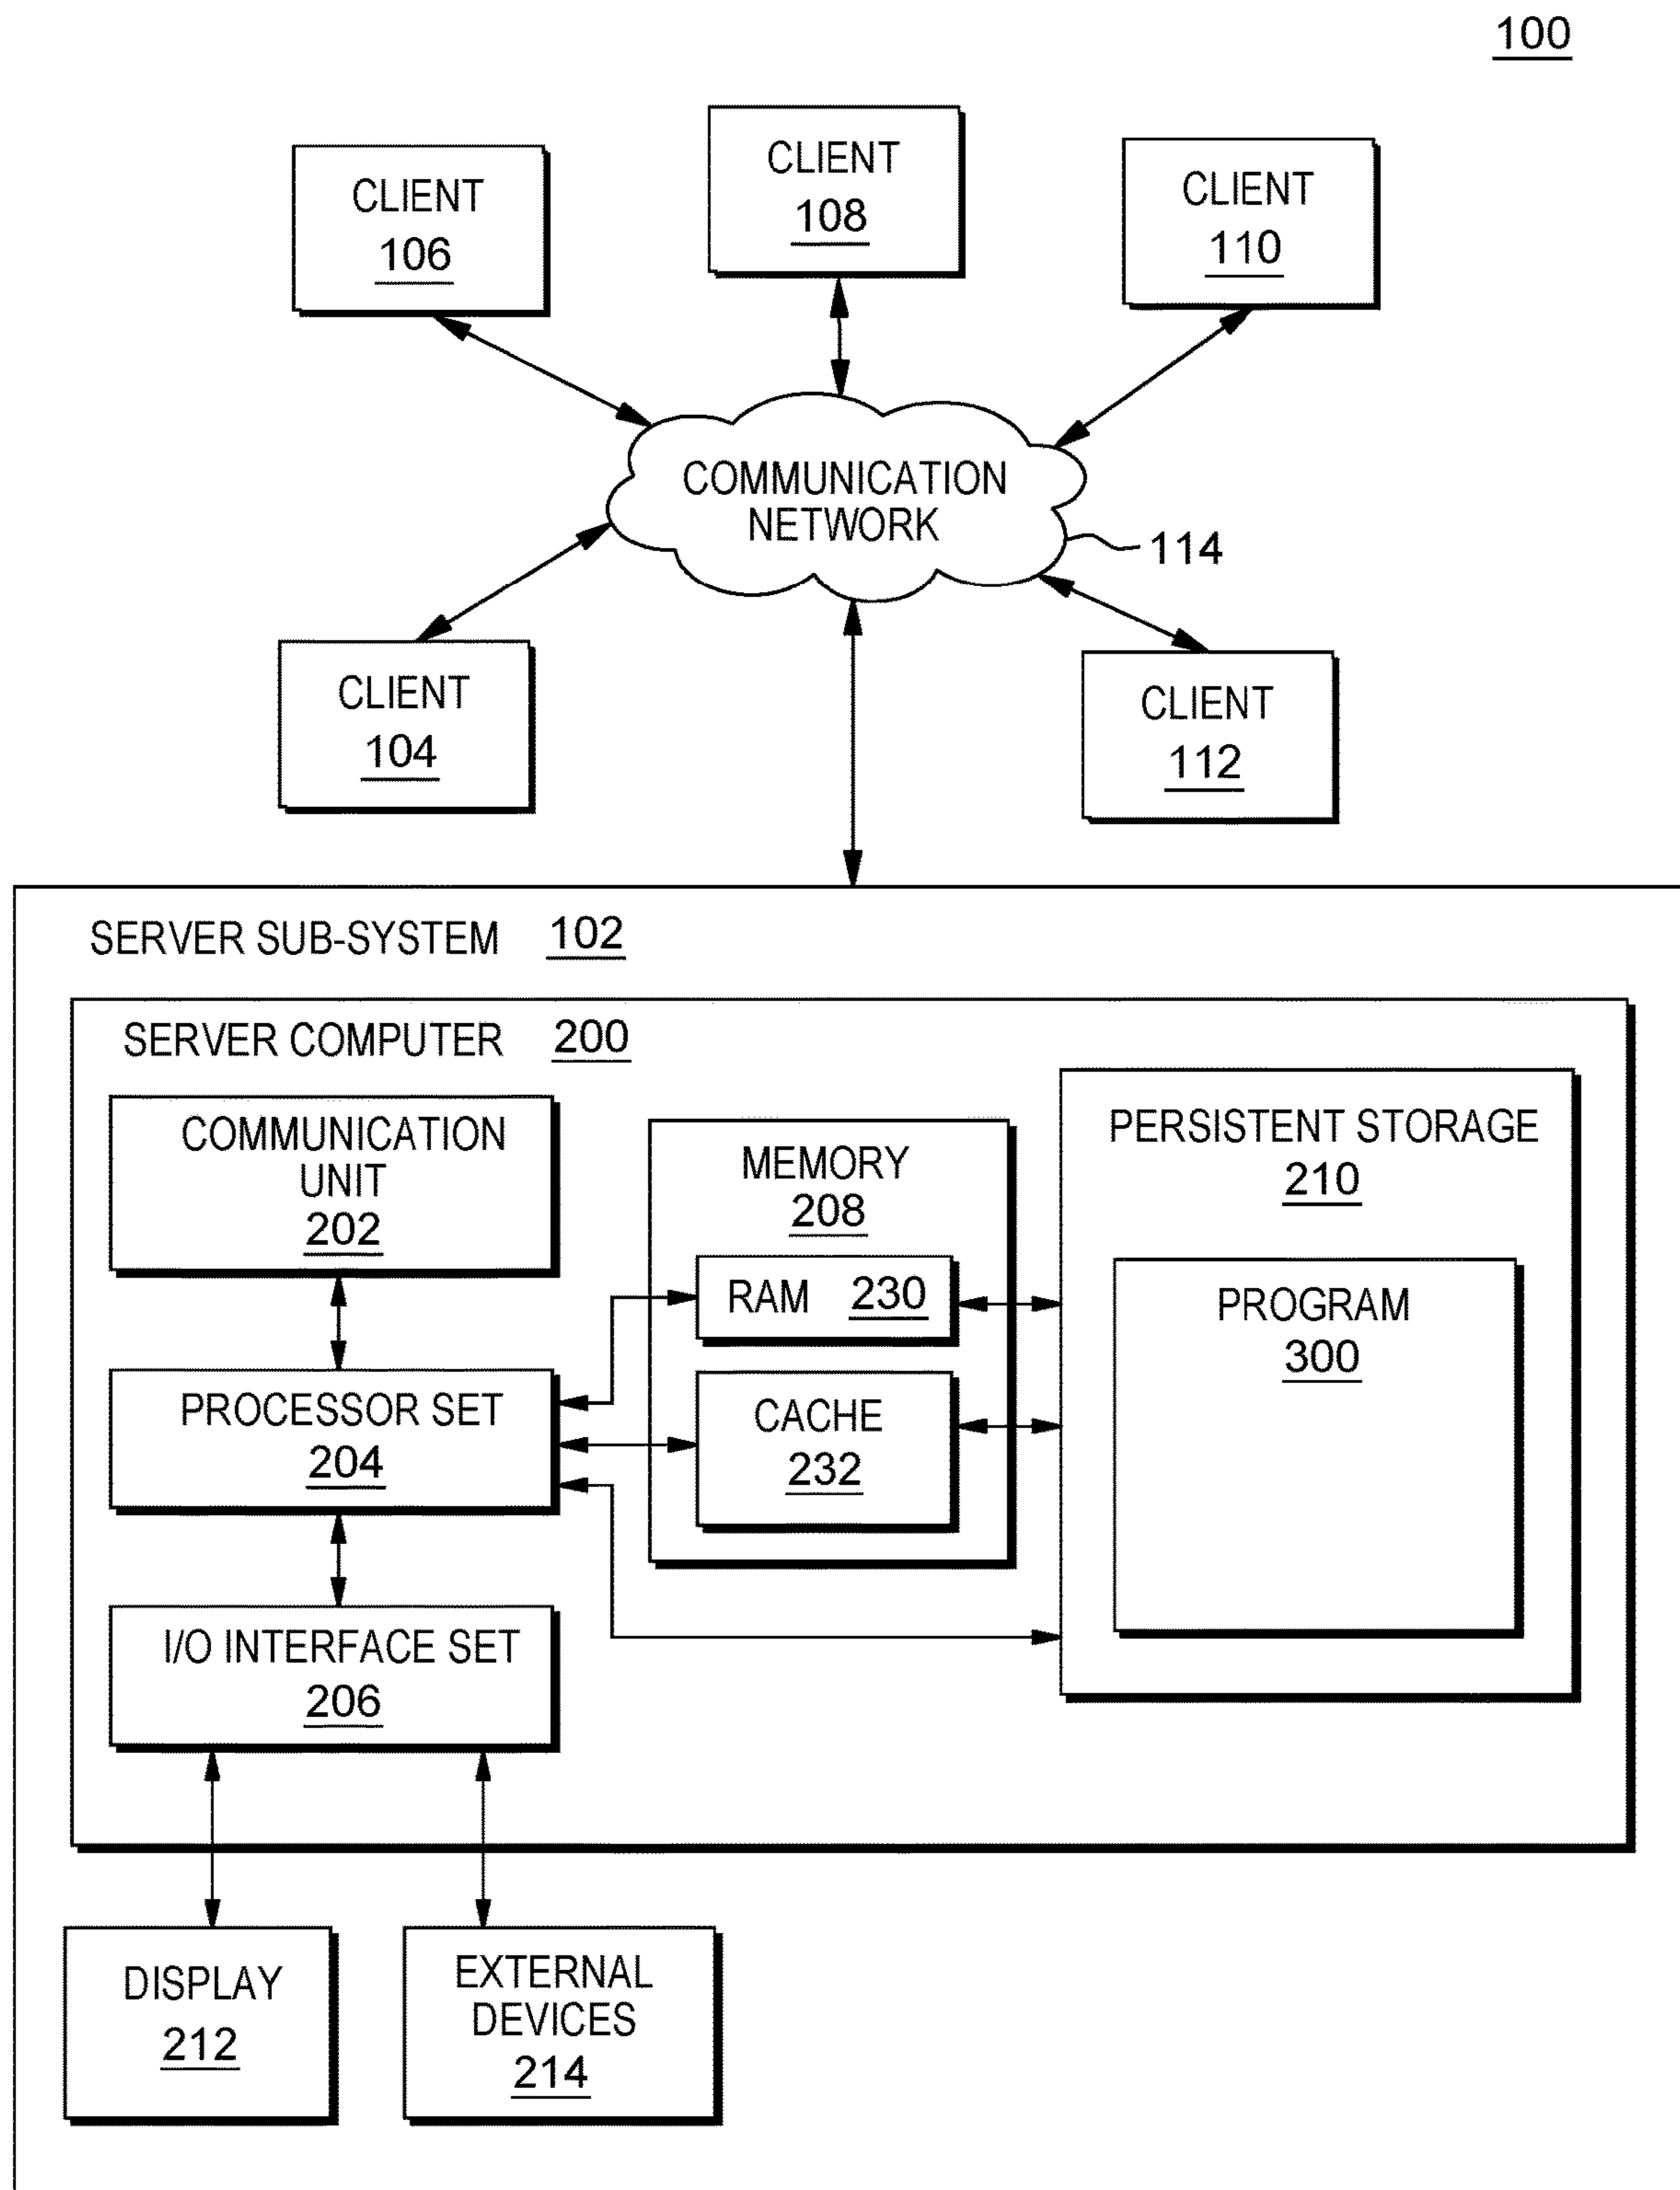 100
CLIENT
106
CLIENT
108
CLIENT
110
COMMUNICATION
NETWORK
114
CLIENT
104
CLIENT
112
SERVER SUB-SYSTEM 102
SERVER COMPUTER 200
COMMUNICATION
UNIT
202
PROCESSOR SET
204
I/O INTERFACE SET
206
MEMORY
208
RAM 230
CACHE
232
PERSISTENT STORAGE
210
PROGRAM
300
DISPLAY
212
EXTERNAL
DEVICES
214